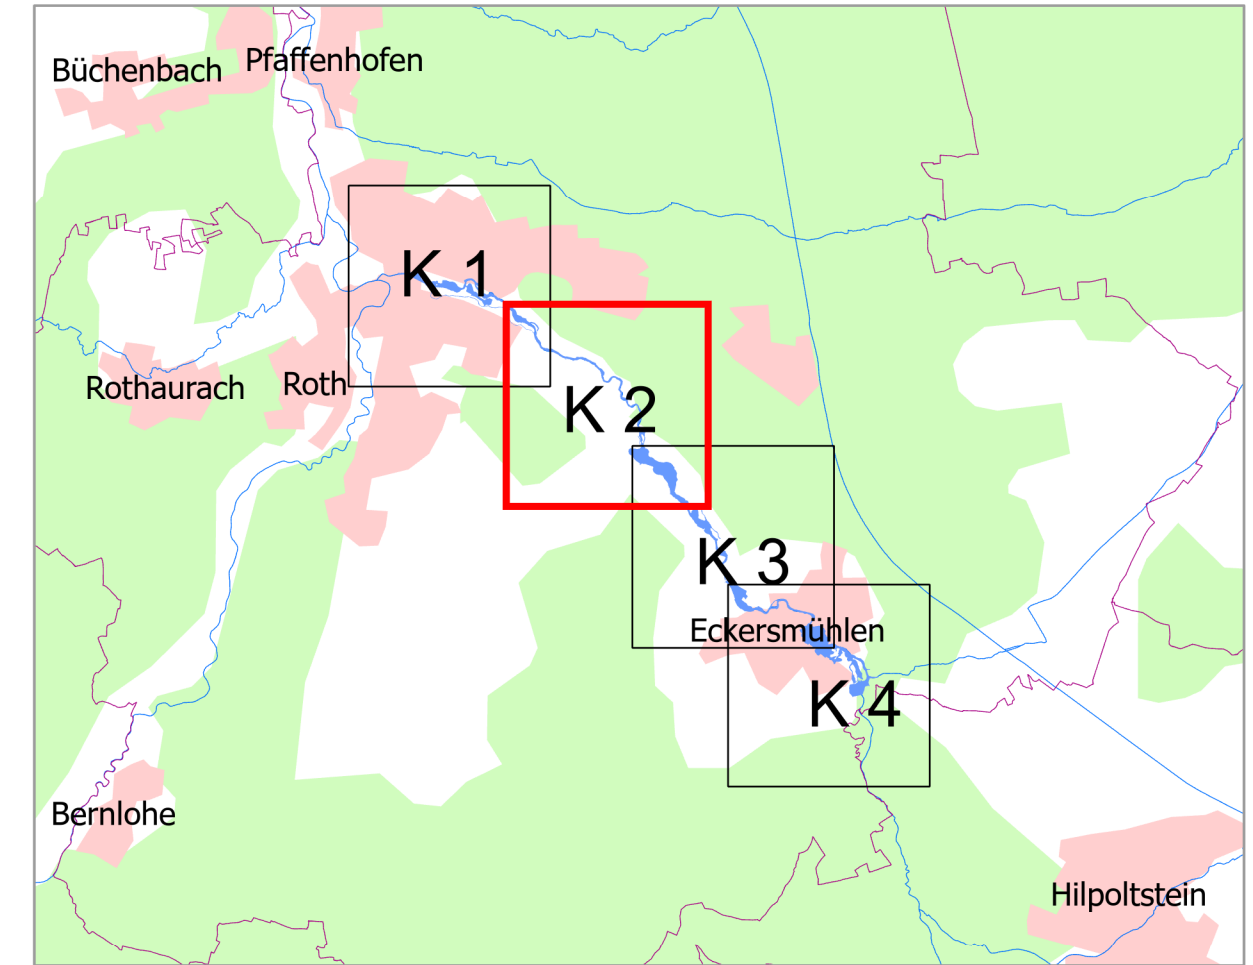 Büchenbach
Pfaffenhofen
K 1
Rothaurach
Roth
K 2
K 3
Eckersmühlen
K 4
Bernlohe
Hilpoltstein